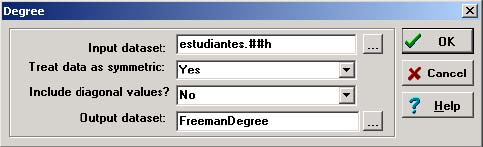 Degree
Input dataset: estudiantes.##h ...
OK
Treat data as symmetric: Yes
Cancel
Include diagonal values? No
Help
Output dataset: FreemanDegree ...